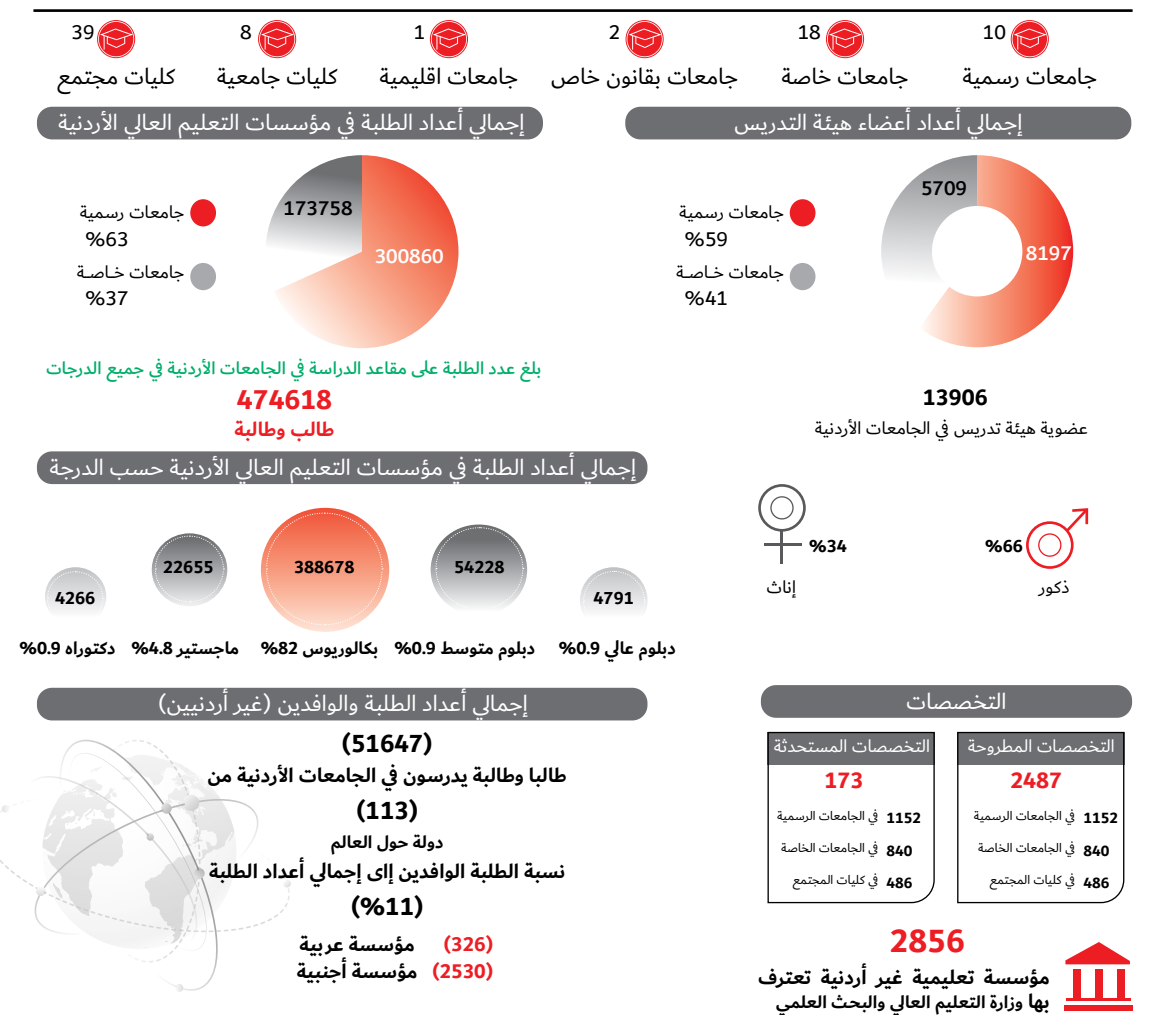 10
جامعات رسمية
18
جامعات خاصة
2
جامعات بقانون خاص
1
جامعات اقليمية
8
كليات جامعية
39
كليات مجتمع
إجمالي أعداد أعضاء هيئة التدريس
5709
8197
جامعات رسمية
%59
جامعات خـاصـة
%41
13906
عضوية هيئة تدريس في الجامعات الأردنية
%66
ذكور
%34
إناث
إجمالي أعداد الطلبة في مؤسسات التعليم العالي الأردنية
173758
300860
جامعات رسمية
%63
جامعات خـاصـة
%37
بلغ عدد الطلبة على مقاعد الدراسة في الجامعات الأردنية في جميع الدرجات
474618
طالب وطالبة
إجمالي أعداد الطلبة في مؤسسات التعليم العالي الأردنية حسب الدرجة
4791
دبلوم عالي 0.9%
54228
دبلوم متوسط 0.9%
388678
بكالوريوس 82%
22655
ماجستير 4.8%
4266
دكتوراه 0.9%
التخصصات
التخصصات المطروحة
2487
1152 في الجامعات الرسمية
840 في الجامعات الخاصة
486 في كليات المجتمع
التخصصات المستحدثة
173
1152 في الجامعات الرسمية
840 في الجامعات الخاصة
486 في كليات المجتمع
2856
مؤسسة تعليمية غير أردنية تعترف
بها وزارة التعليم العالي والبحث العلمي
إجمالي أعداد الطلبة والوافدين (غير أردنيين)
(51647)
طالبا وطالبة يدرسون في الجامعات الأردنية من
(113)
دولة حول العالم
نسبة الطلبة الوافدين إاى إجمالي أعداد الطلبة
(%11)
(326) مؤسسة عربية
(2530) مؤسسة أجنبية